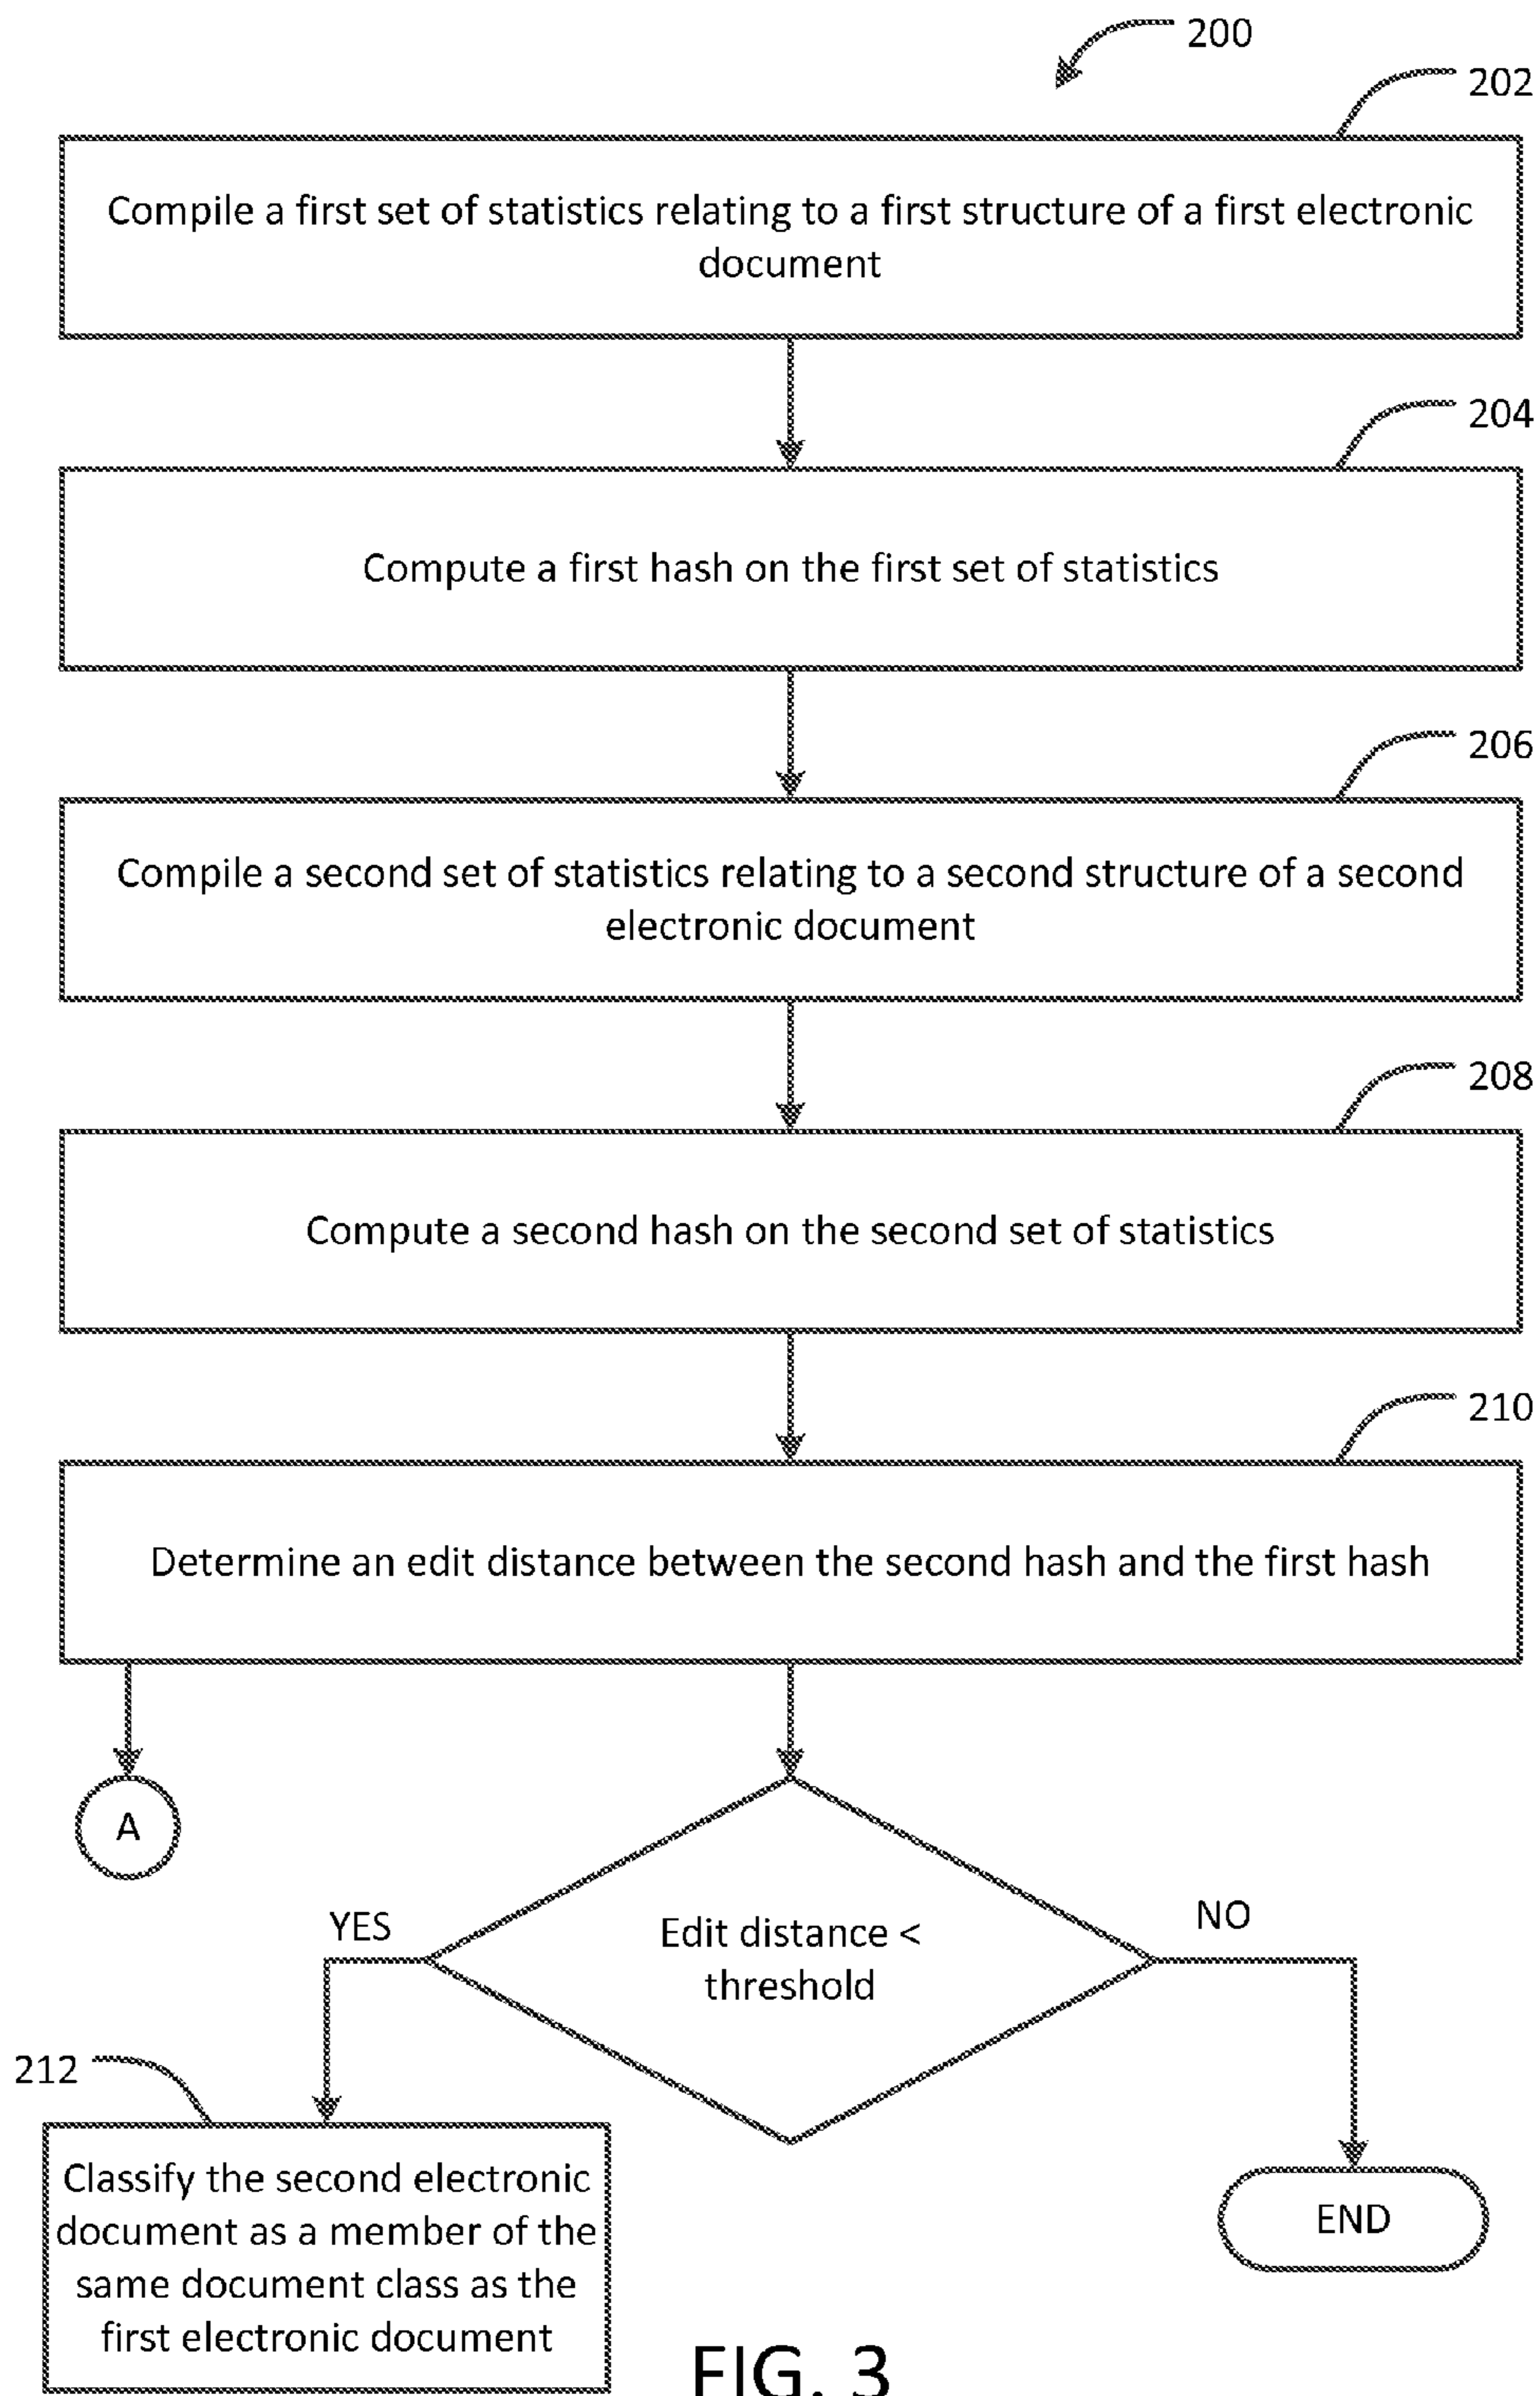 200
202
Compile a first set of statistics relating to a first structure of a first electronic
document
204
Compute a first hash on the first set of statistics
206
Compile a second set of statistics relating to a second structure of a second
electronic document
208
Compute a second hash on the second set of statistics
210
Determine an edit distance between the second hash and the first hash
A
YES
Edit distance <
threshold
NO
212
Classify the second electronic
document as a member of the
same document class as the
first electronic document
END
FIG. 3